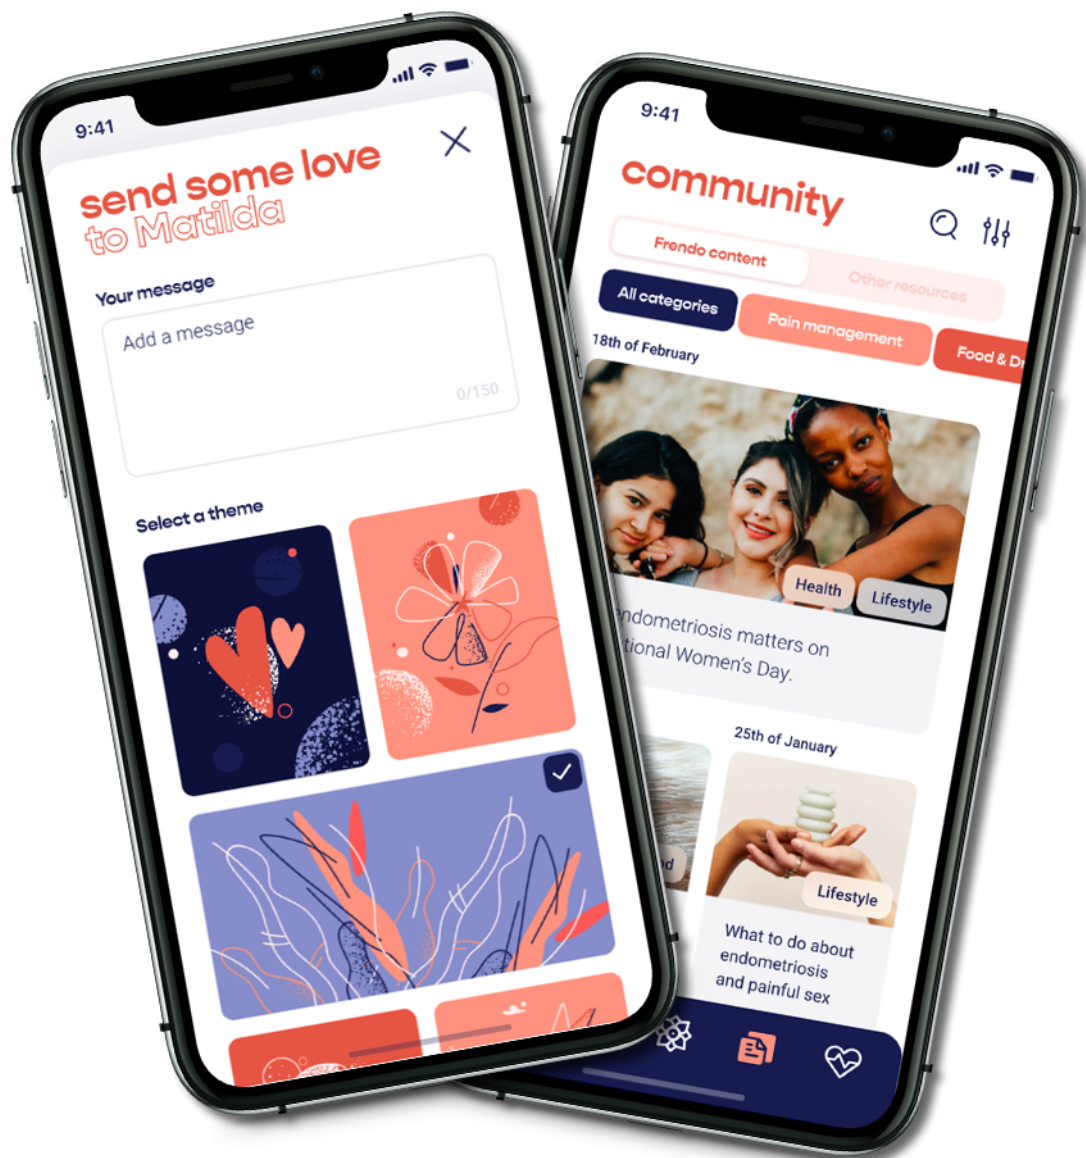 9:41
send some love
to Matilda
Your message
Add a message
0/150
Select a theme
9:41
community
Frendo content
Other resources
All categories
Pain management
Food &
18th of February
Health
Lifestyle
endometriosis matters on
Women's Day.
25th of January
Lifestyle
What to do about
endometriosis
and painful sex